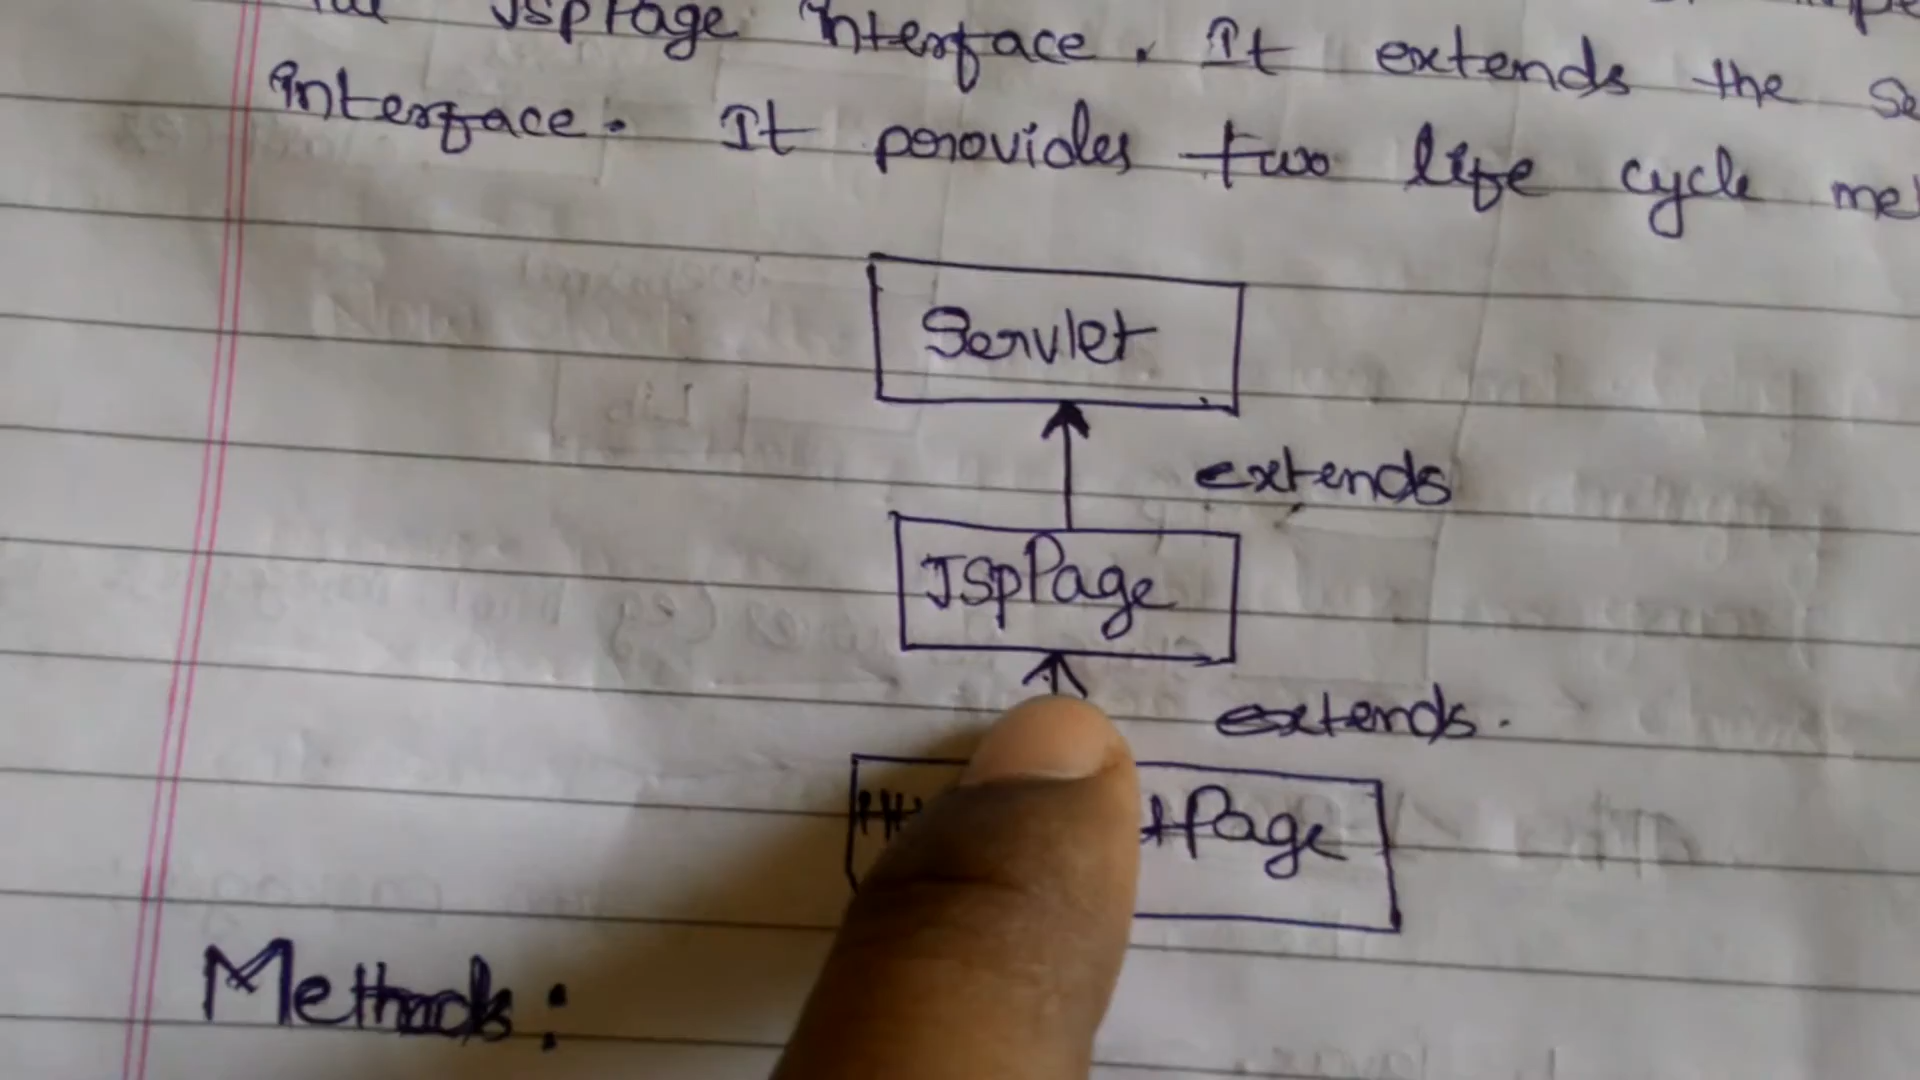 JspPage interface. It extends the
interface. It provides two life cycle
Servlet
extends
JspPage
extends.
Page
Methods: